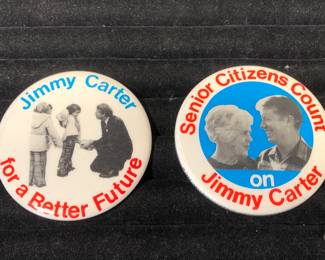 Jimmy Carter
for a Better Future
Senior Citizens Count
on
Jimmy Carter